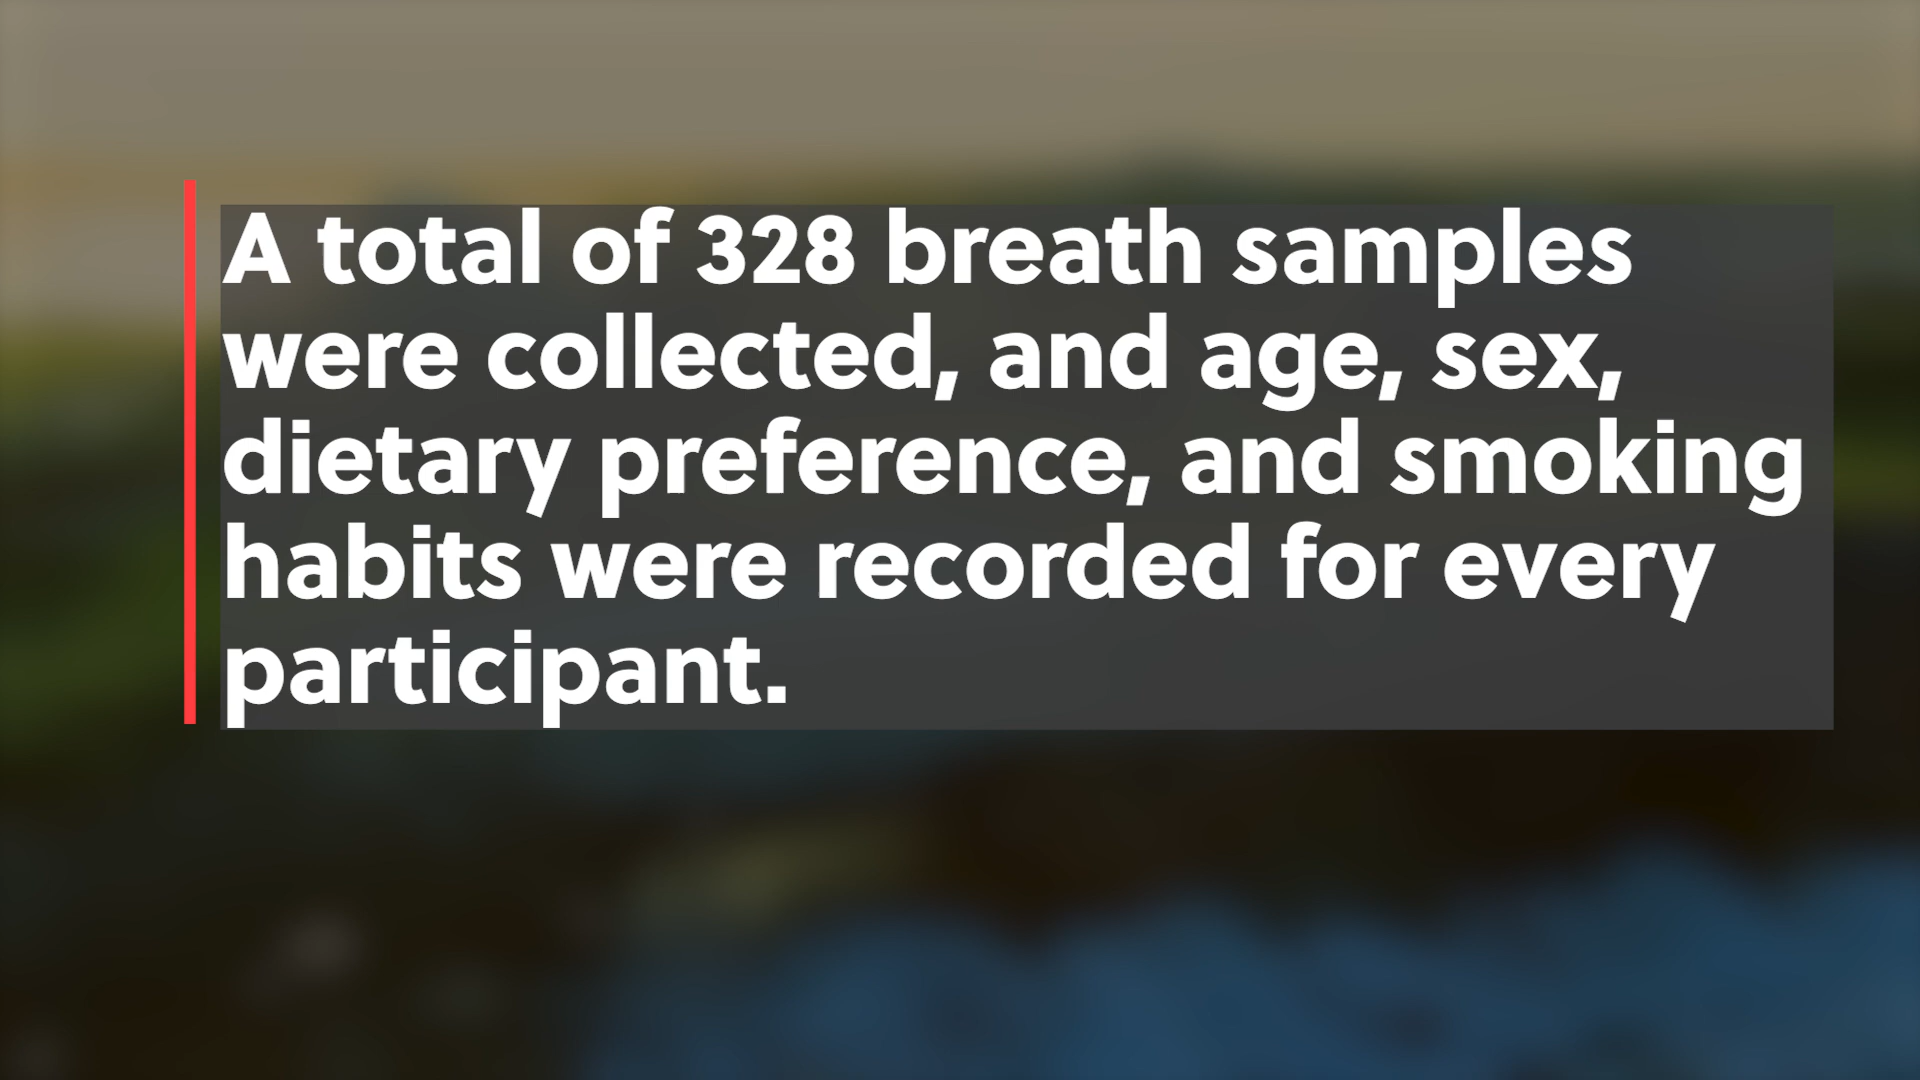 A total of 328 breath samples
were collected, and age, sex,
dietary preference, and smoking
habits were recorded for every
participant.